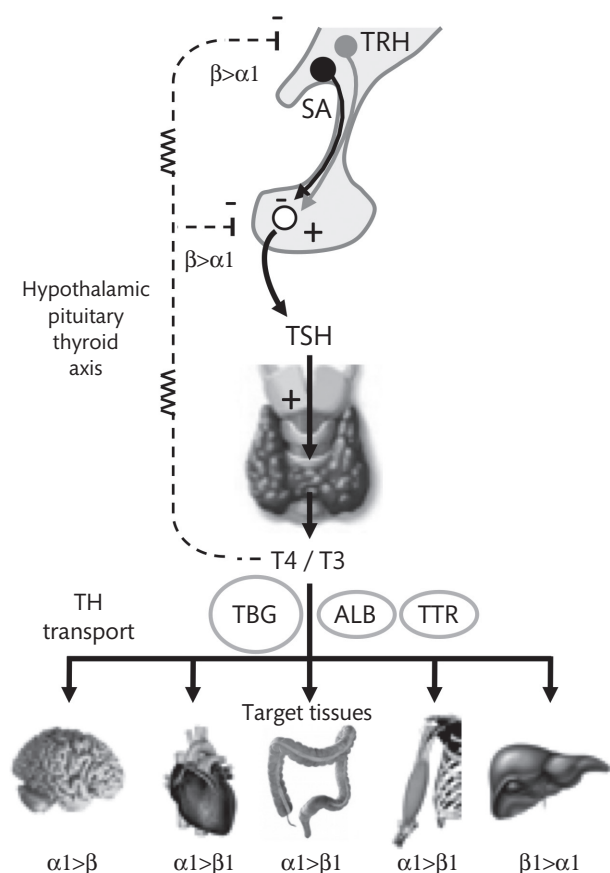 -
TRH
β>α1
SA
-
-
+
β>α1
Hypothalamic
pituitary
thyroid
axis
TSH
+
T4 / T3
TH
transport
TBG
ALB
TTR
Target tissues
α1>β
α1>β1
α1>β1
α1>β1
β1>α1